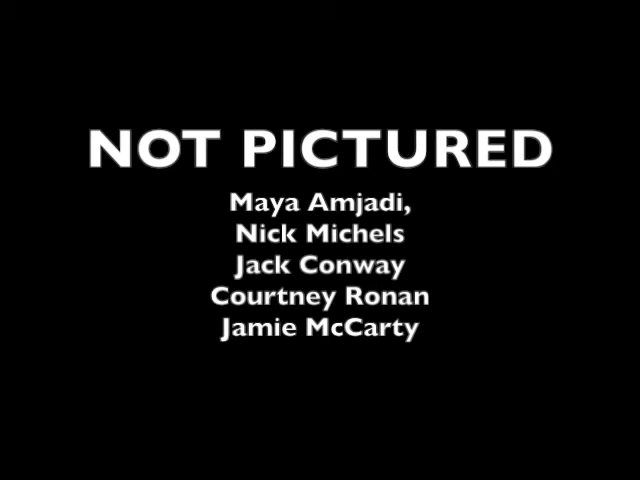 NOT PICTURED
Maya Amjadi,
Nick Michels
Jack Conway
Courtney Ronan
Jamie McCarty